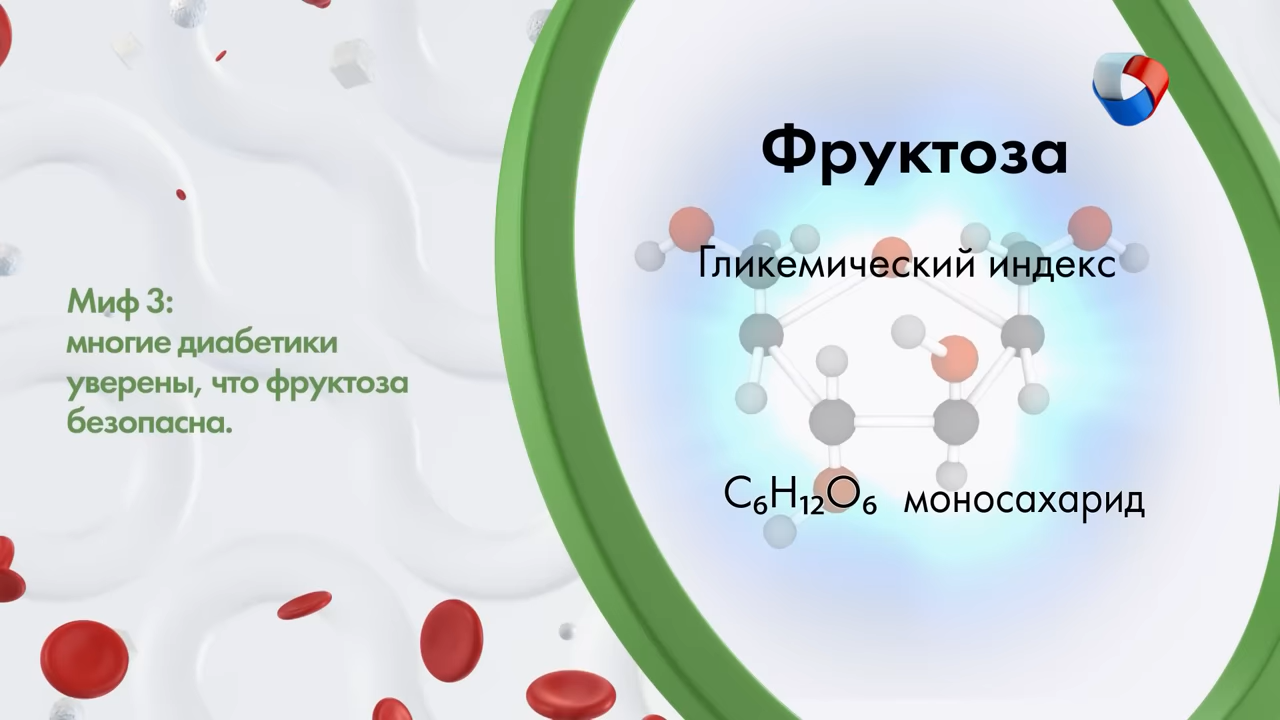 Миф 3:
многие диабетики
уверены, что фруктоза
безопасна.
Фруктоза
Гликемический индекс
C₆H₁₂O₆ моносахарид